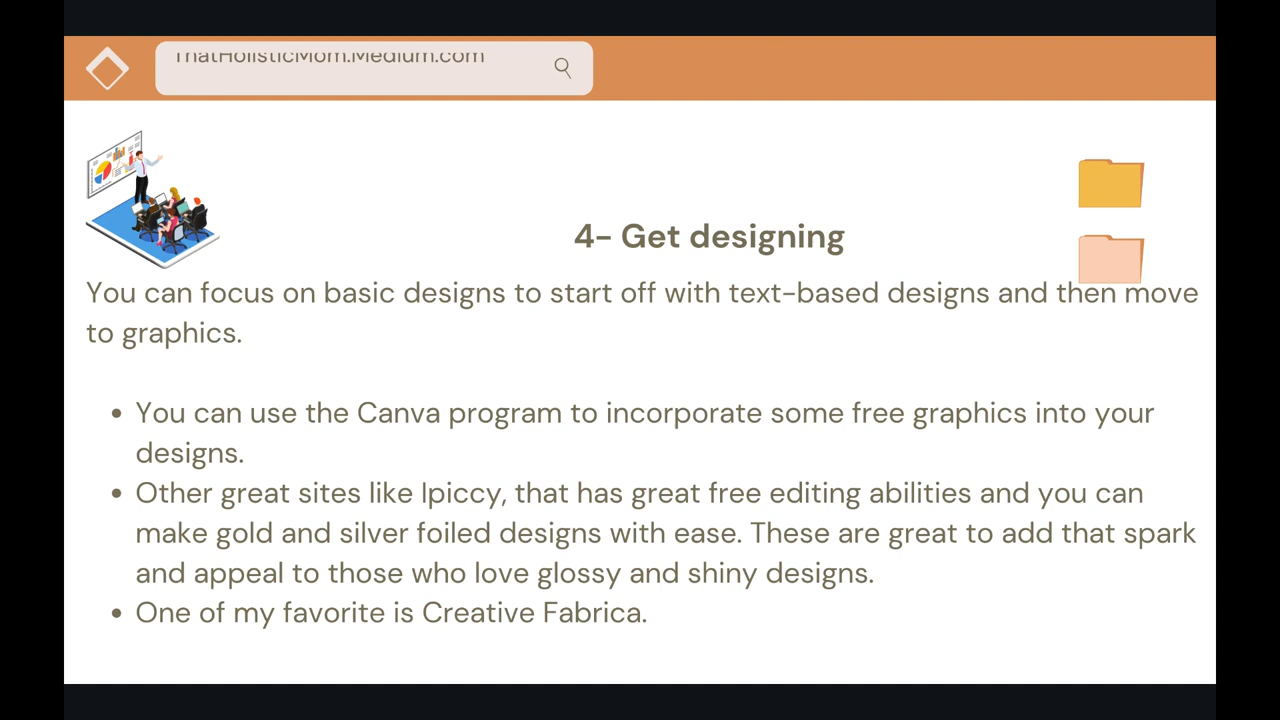 ThatHolisticMom.Medium.com
4- Get designing
You can focus on basic designs to start off with text-based designs and then move
to graphics.
• You can use the Canva program to incorporate some free graphics into your
designs.
• Other great sites like Ipiccy, that has great free editing abilities and you can
make gold and silver foiled designs with ease. These are great to add that spark
and appeal to those who love glossy and shiny designs.
• One of my favorite is Creative Fabrica.